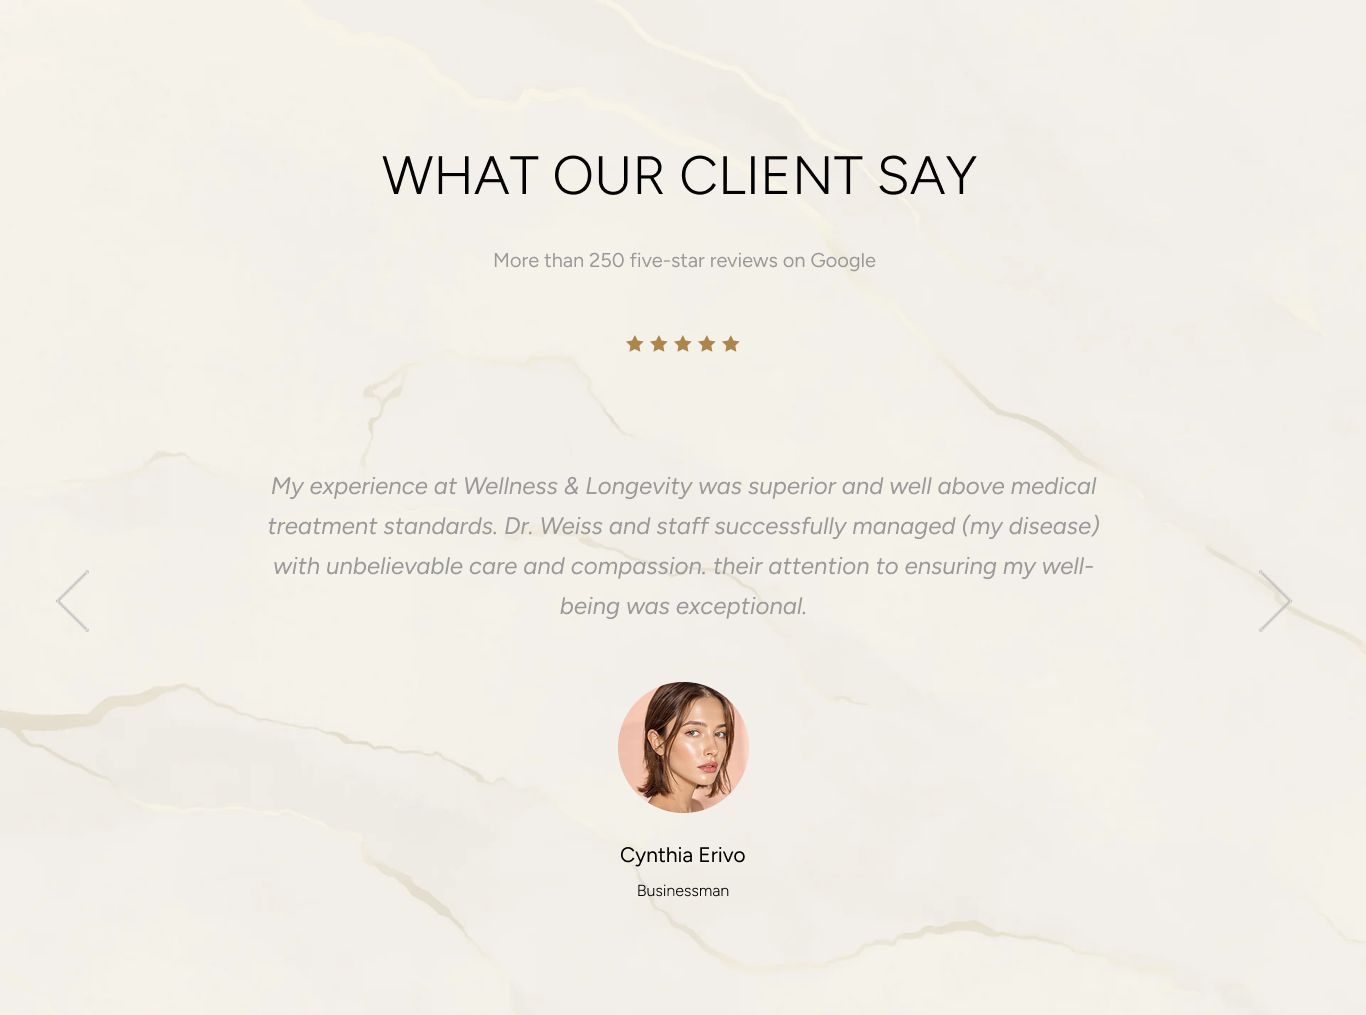 WHAT OUR CLIENT SAY
More than 250 five-star reviews on Google
My experience at Wellness & Longevity was superior and well above medical
treatment standards. Dr. Weiss and staff successfully managed (my disease)
with unbelievable care and compassion. their attention to ensuring my well-
being was exceptional.
Cynthia Erivo
Businessman